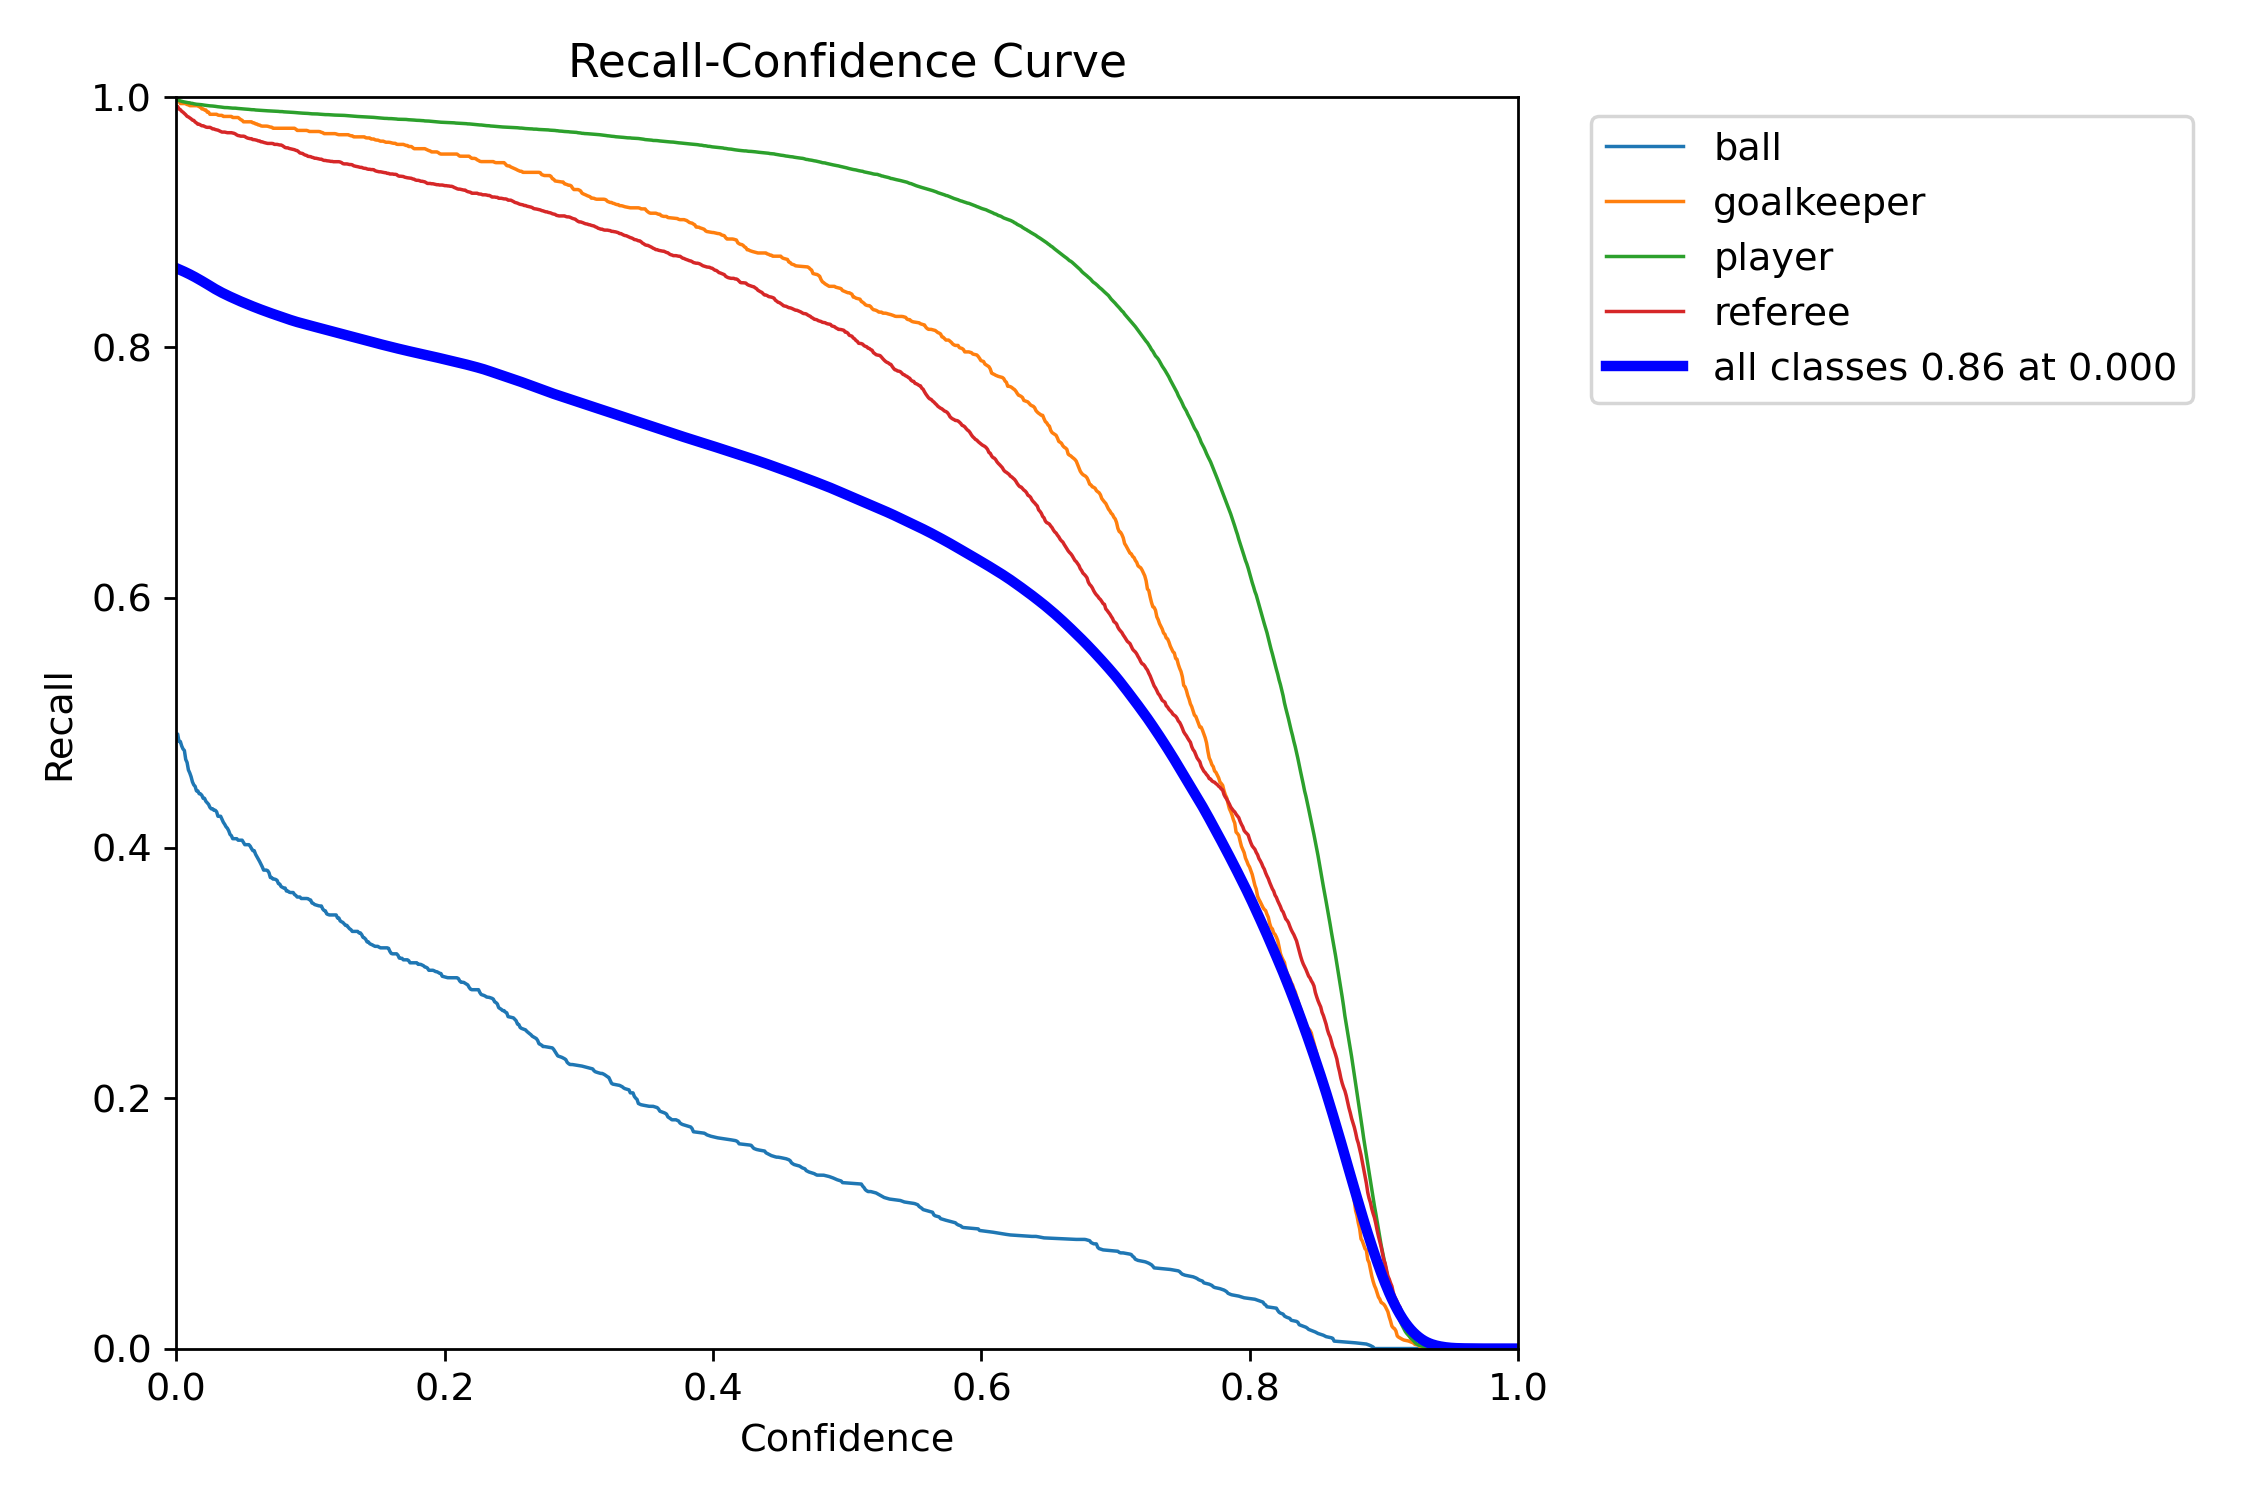 Recall-Confidence Curve
1.0
0.8
0.6
0.4
0.2
0.0
Recall
0.0 0.2 0.4 0.6 0.8 1.0
Confidence
ball
goalkeeper
player
referee
all classes 0.86 at 0.000